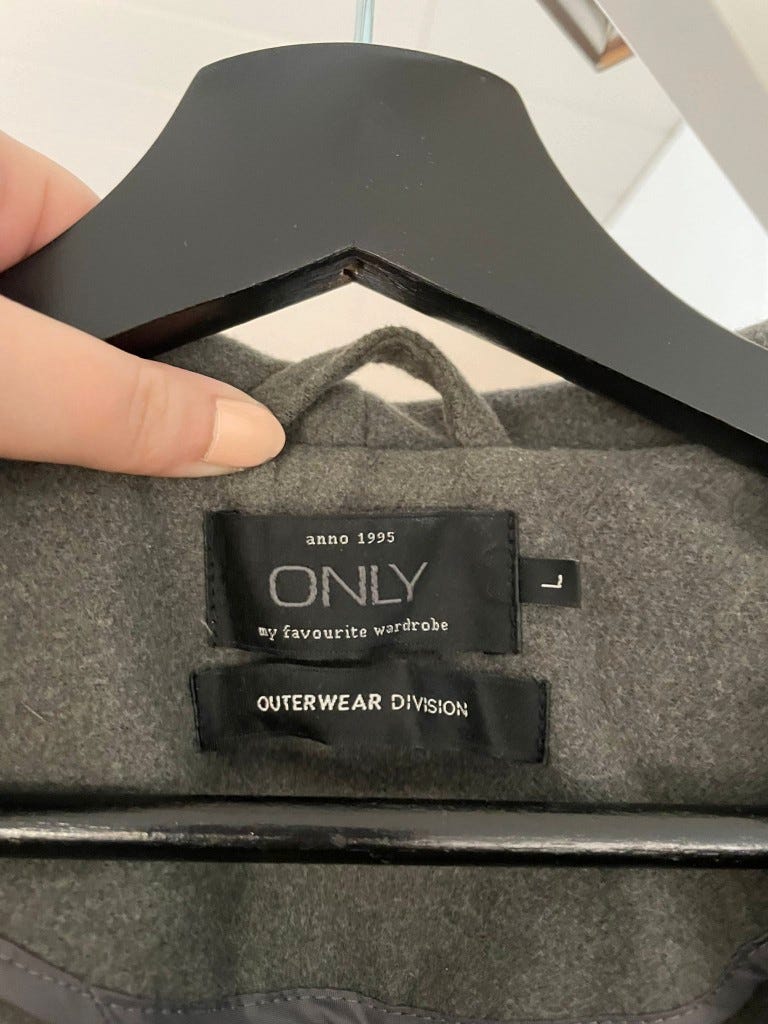 anno 1995
ONLY
my favourite wardrobe
L
OUTERWEAR DIVISION